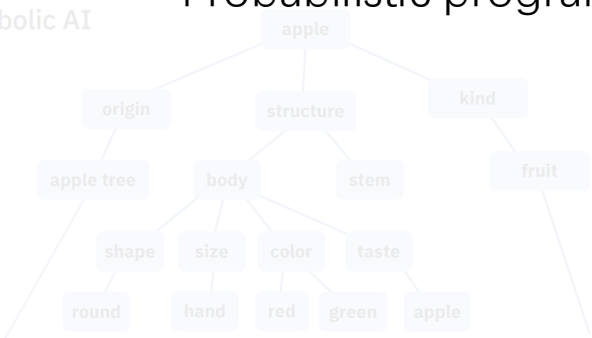 Probabilistic progra
bolic AI
apple
origin
structure
kind
apple tree
body
stem
fruit
shape
size
color
taste
round
hand
red
green
apple